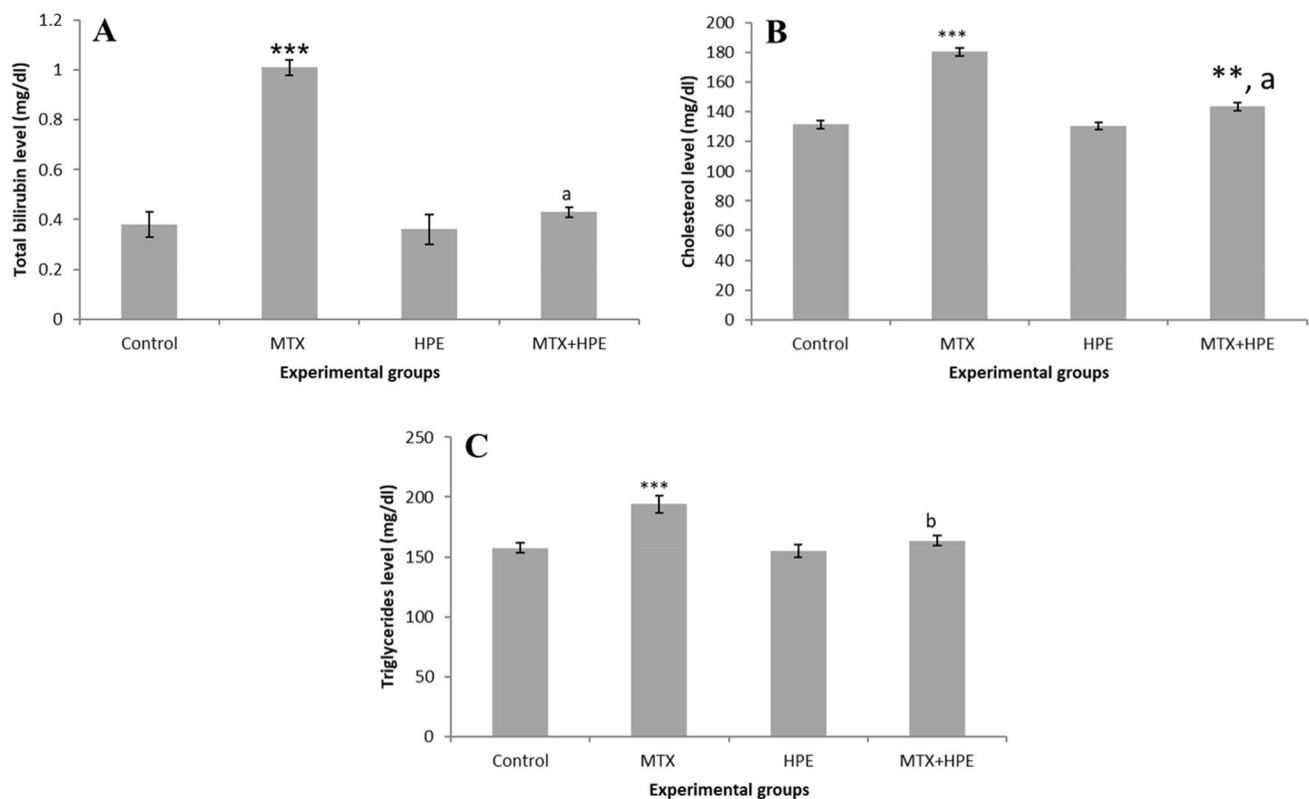 A
Total bilirubin level (mg/dl)
1.2
1
0.8
0.6
0.4
0.2
0
***
a
Control MTX HPE MTX+HPE
Experimental groups
B
Cholesterol level (mg/dl)
200
180
160
140
120
100
80
60
40
20
0
***
**, a
Control MTX HPE MTX+HPE
Experimental groups
C
Triglycerides level (mg/dl)
250
200
150
100
50
0
***
b
Control MTX HPE MTX+HPE
Experimental groups